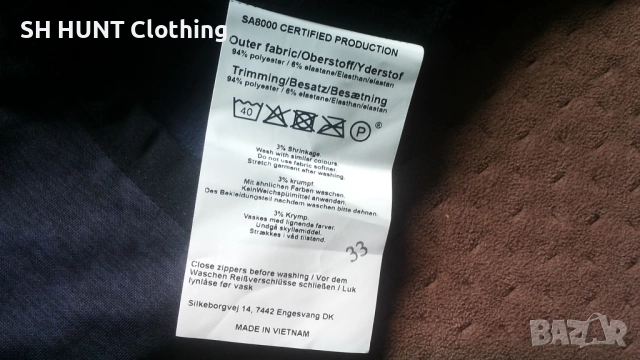 SH HUNT Clothing
SA8000 CERTIFIED PRODUCTION
Outer fabric/Oberstoff/Yderstof
94% polyester / 6% elastane/Elasthan/elastan
Trimming/Besatz/Besætning
94% polyester / 6% elastane/Elasthan/elastan
40 P ®
3% Shrinkage.
Wash with similar colours.
Do not use fabric softner.
Stretch garment after washing.
3% krumpf.
Mit ähnlichen Farben waschen.
KeinWeichspülmittel anwenden.
Des Bekleidungsteil nachdem waschen bitte dehnen.
3% Krymp.
Vaskes med lignende farver.
Undgå skyllemiddel.
Strækkes i våd tilstand.
33
Close zippers before washing / Vor dem
Waschen Reißverschlüsse schließen / Luk
lynlåse før vask
Silkeborgvej 14, 7442 Engesvang DK
MADE IN VIETNAM
BAZAR